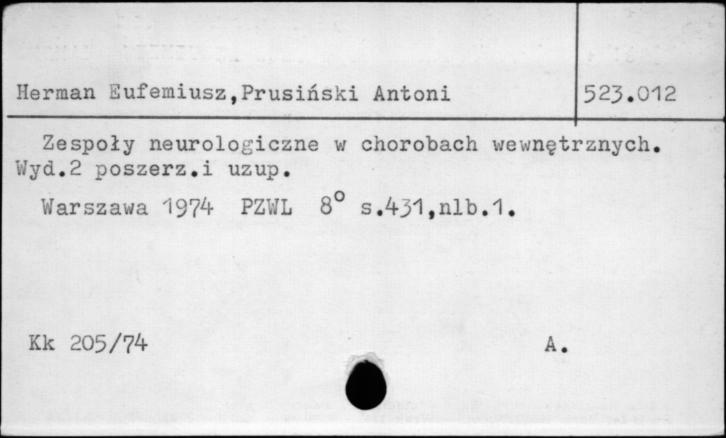 Herman Eufemiusz,Prusiński Antoni 523.012
Zespoły neurologiczne w chorobach wewnętrznych.
Wyd.2 poszerz.i uzup.
Warszawa 1974 PZWL 8° s.431,nlb.1.
Kk 205/74 A.